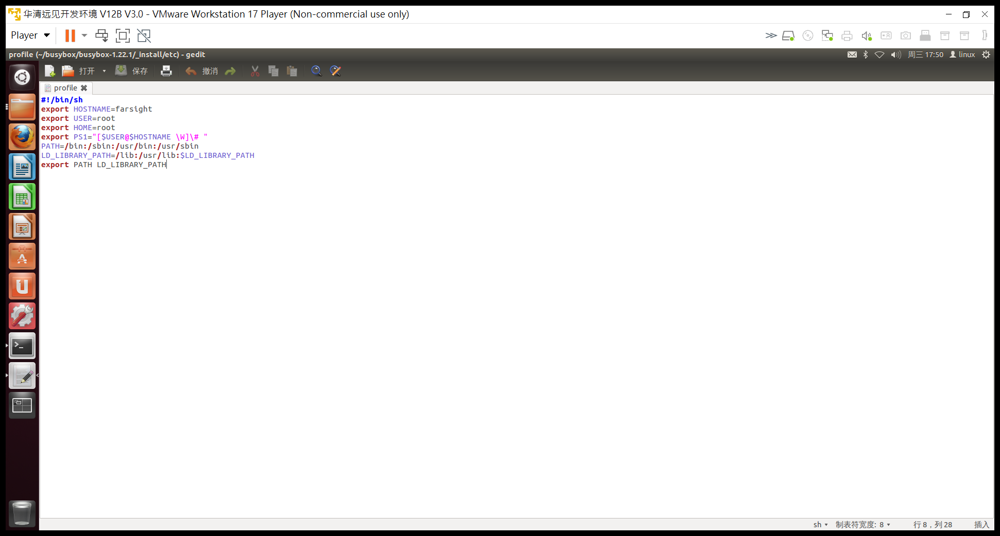 华清远见开发环境 V12B V3.0 - VMware Workstation 17 Player (Non-commercial use only)
Player
profile (~/busybox/busybox-1.22.1/_install/etc) - gedit
周三 17:50 linux
打开 保存 撤消
profile
#!/bin/sh
export HOSTNAME=farsight
export USER=root
export HOME=root
export PS1="[$USER@$HOSTNAME \W]\# "
PATH=/bin:/sbin:/usr/bin:/usr/sbin
LD_LIBRARY_PATH=/lib:/usr/lib:$LD_LIBRARY_PATH
export PATH LD_LIBRARY_PATH
sh 制表符宽度: 8 行 8，列 28 插入